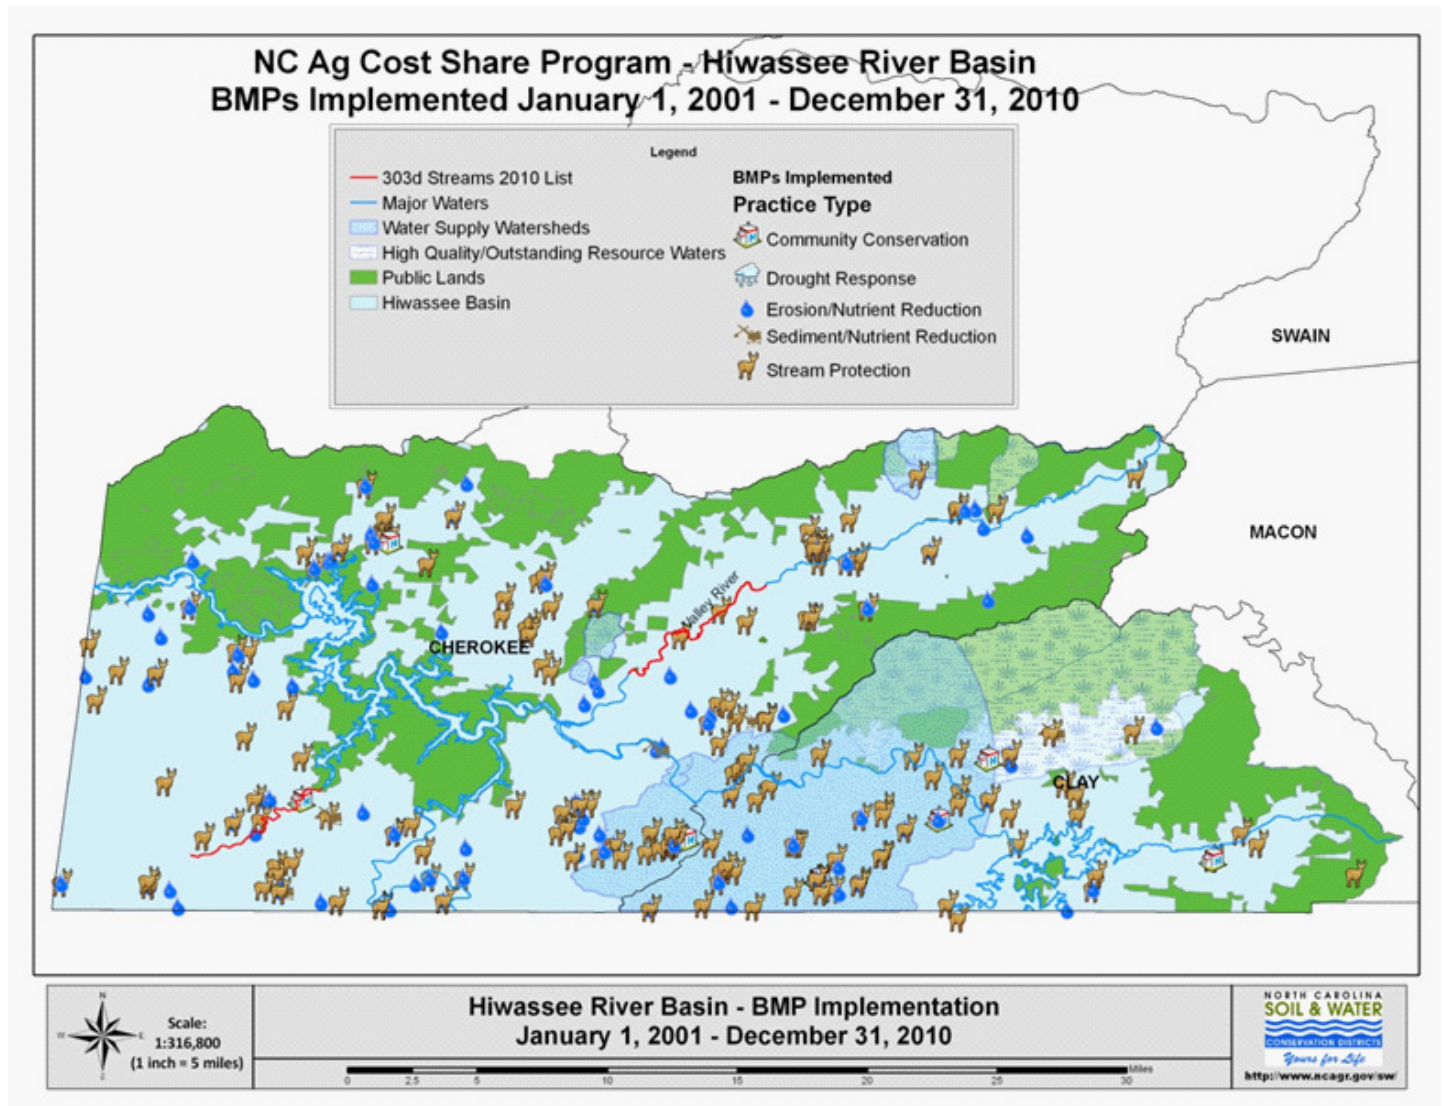 NC Ag Cost Share Program - Hiwassee River Basin
BMPs Implemented January 1, 2001 - December 31, 2010
Legend
303d Streams 2010 List
Major Waters
Water Supply Watersheds
High Quality/Outstanding Resource Waters
Public Lands
Hiwassee Basin
BMPs Implemented
Practice Type
Community Conservation
Drought Response
Erosion/Nutrient Reduction
Sediment/Nutrient Reduction
Stream Protection
SWAIN
MACON
Valley River
CHEROKEE
CLAY
N
W
E
S
Scale:
1:316,800
(1 inch = 5 miles)
Hiwassee River Basin - BMP Implementation
January 1, 2001 - December 31, 2010
0 2.5 5 10 15 20 25 30 Miles
NORTH CAROLINA
SOIL & WATER
CONSERVATION DISTRICTS
Yours for Life
http://www.ncagr.gov/sw/